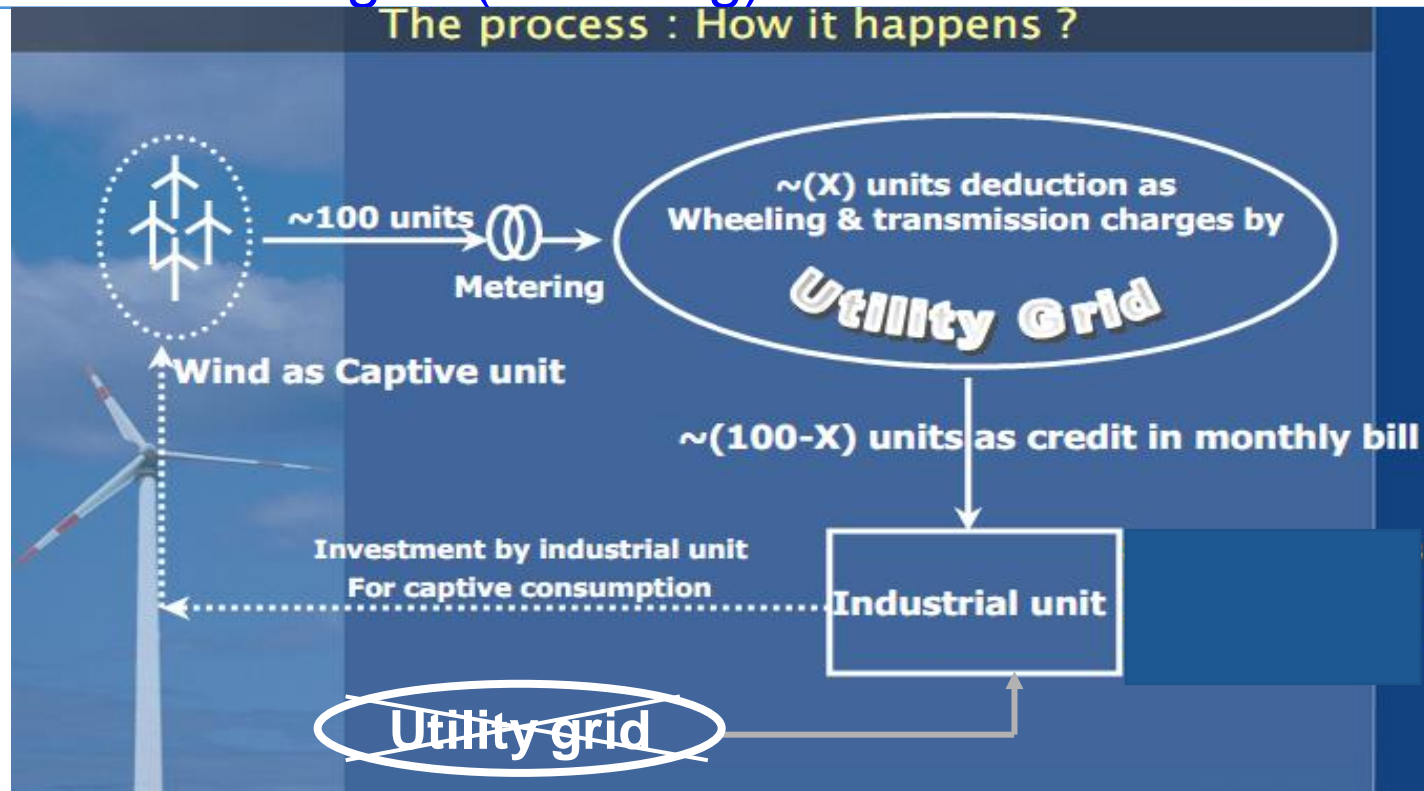 The process : How it happens ?
~(X) units deduction as
Wheeling & transmission charges by
Utility Grid
~100 units
Metering
Wind as Captive unit
~(100-X) units as credit in monthly bill
Investment by industrial unit
For captive consumption
Industrial unit
Utility grid